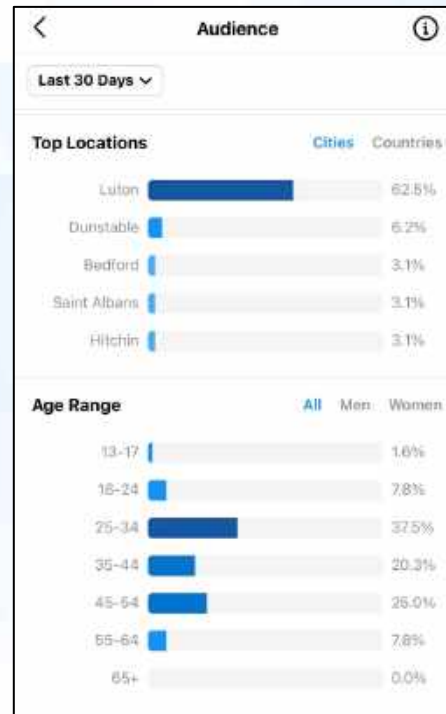 Audience
Last 30 Days
Top Locations Cities Countries
Luton 62.5%
Dunstable 6.2%
Bedford 3.1%
Saint Albans 3.1%
Hitchin 3.1%
Age Range All Men Women
13-17 1.6%
18-24 7.8%
25-34 37.5%
35-44 20.3%
45-54 25.0%
55-64 7.8%
65+ 0.0%